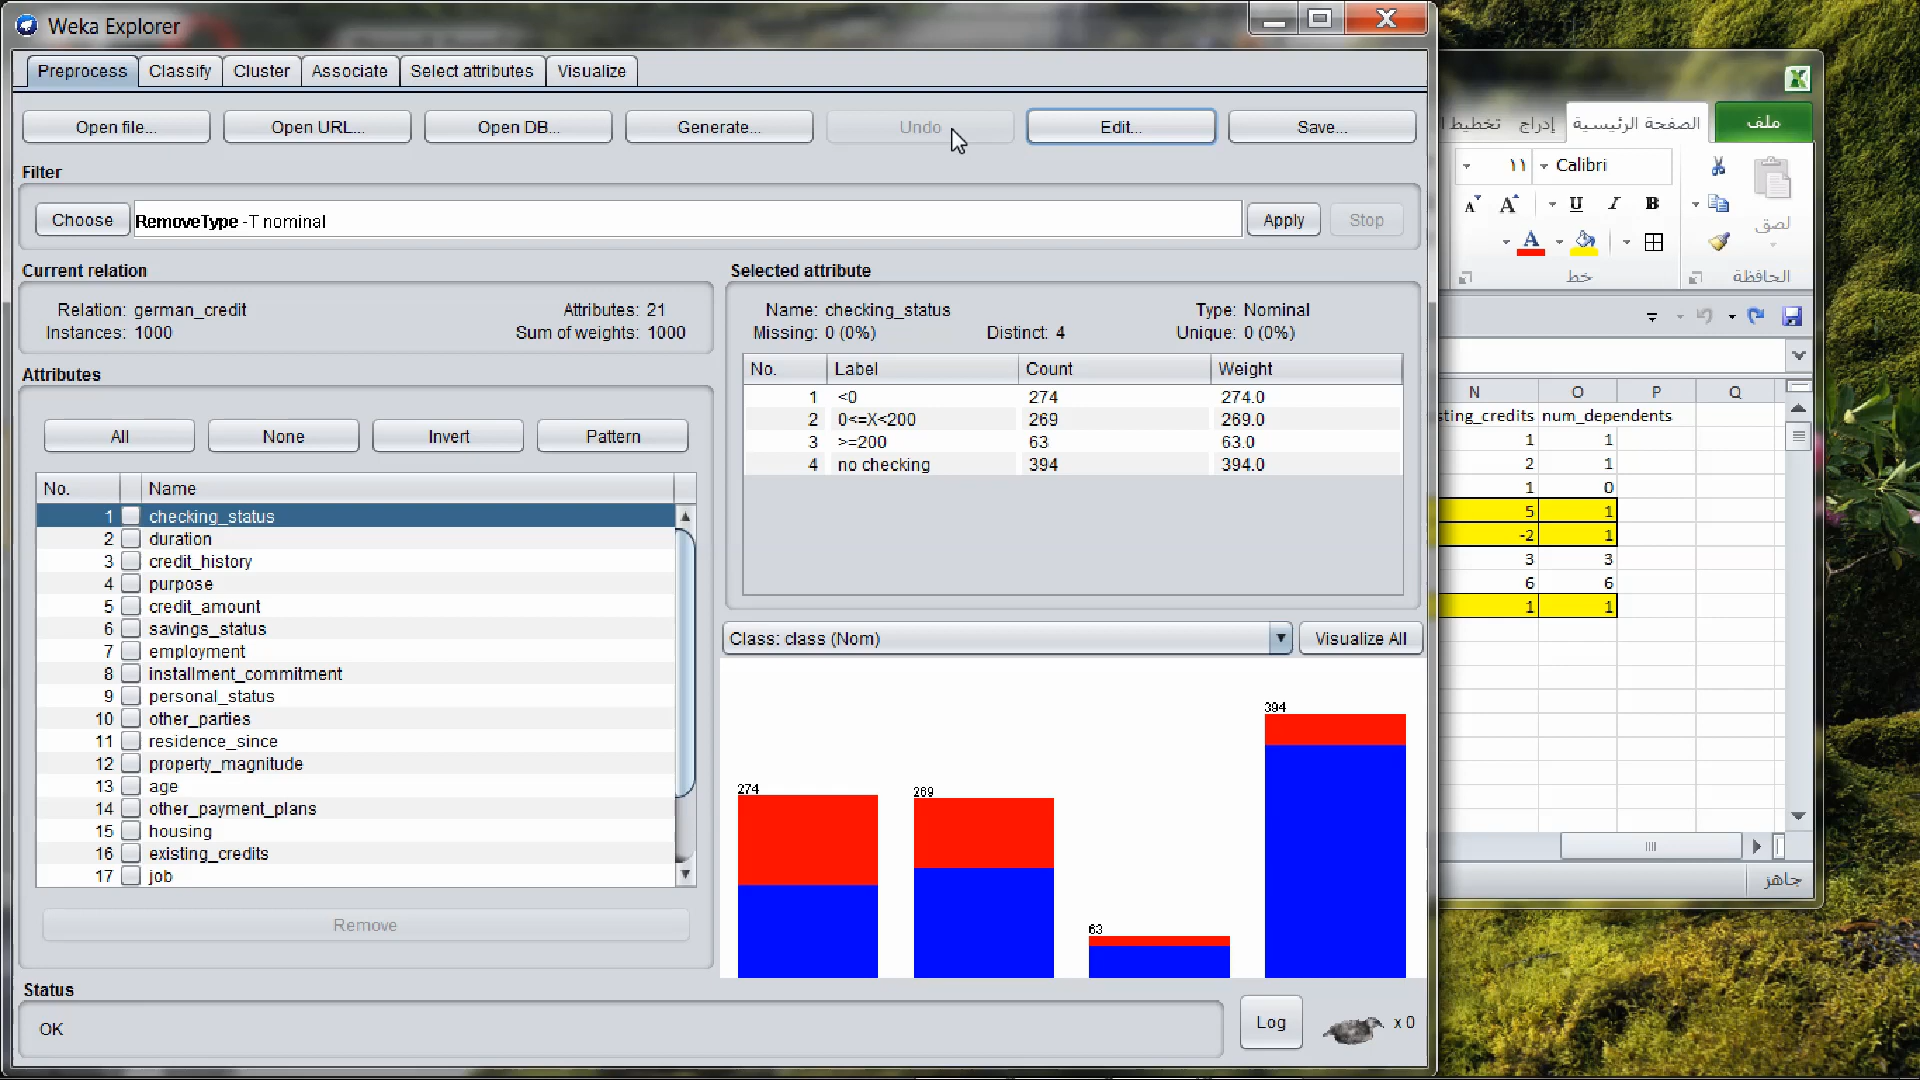 Weka Explorer
Preprocess Classify Cluster Associate Select attributes Visualize
Open file... Open URL... Open DB... Generate... Undo Edit... Save...
Filter
Choose RemoveType -T nominal Apply Stop
Current relation
Relation: german_credit Attributes: 21
Instances: 1000 Sum of weights: 1000
Attributes
All None Invert Pattern
No. Name
1 checking_status
2 duration
3 credit_history
4 purpose
5 credit_amount
6 savings_status
7 employment
8 installment_commitment
9 personal_status
10 other_parties
11 residence_since
12 property_magnitude
13 age
14 other_payment_plans
15 housing
16 existing_credits
17 job
Remove
Selected attribute
Name: checking_status Type: Nominal
Missing: 0 (0%) Distinct: 4 Unique: 0 (0%)
No. Label Count Weight
1 <0 274 274.0
2 0<=X<200 269 269.0
3 >=200 63 63.0
4 no checking 394 394.0
Class: class (Nom) Visualize All
274
269
63
394
Status
OK
Log x 0
ملف الصفحة الرئيسية إدراج تخطيط
Calibri ١١
لصق
A A U I B
A
الحافظة خط
N O P Q
sting_credits num_dependents
1 1
2 1
1 0
5 1
-2 1
3 3
6 6
1 1
جاهز